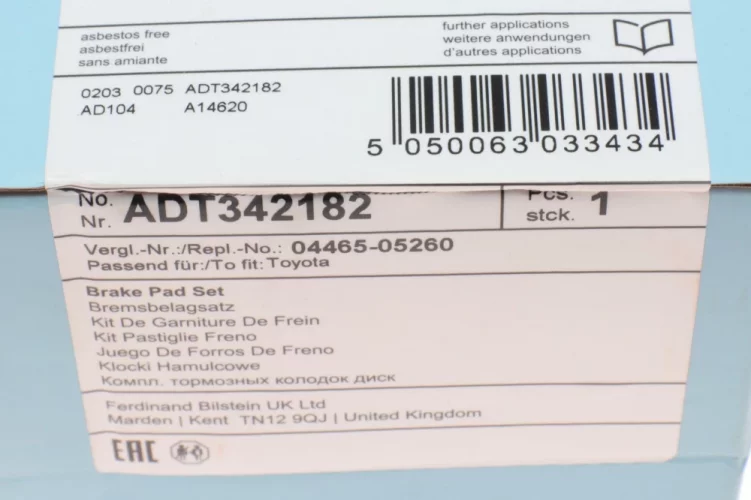 asbestos free
asbestfrei
sans amiante
further applications
weitere anwendungen
d'autres applications
0203 0075 ADT342182
AD104 A14620
5 050063 033434
No.
Nr. ADT342182
Pcs.
stck. 1
Vergl.-Nr.:/Repl.-No.: 04465-05260
Passend für:/To fit: Toyota
Brake Pad Set
Bremsbelagsatz
Kit De Garniture De Frein
Kit Pastiglie Freno
Juego De Forros De Freno
Klocki Hamulcowe
Компл. тормозных колодок диск
Ferdinand Bilstein UK Ltd
Marden | Kent TN12 9QJ | United Kingdom
EAC